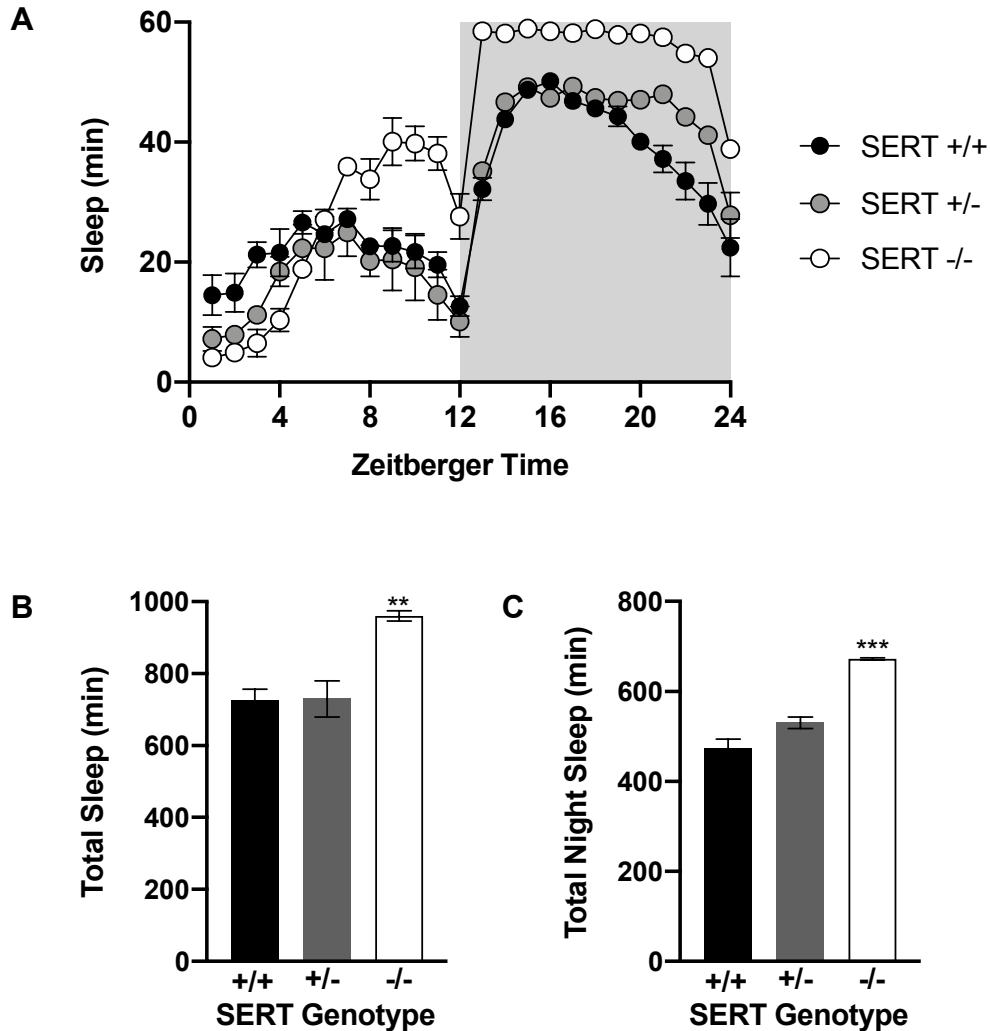 A
Sleep (min)
60
40
20
0
0 4 8 12 16 20 24
Zeitberger Time
SERT +/+
SERT +/-
SERT -/-
B
Total Sleep (min)
1000
800
600
400
200
0
**
+/+ +/- -/-
SERT Genotype
C
Total Night Sleep (min)
800
600
400
200
0
***
+/+ +/- -/-
SERT Genotype